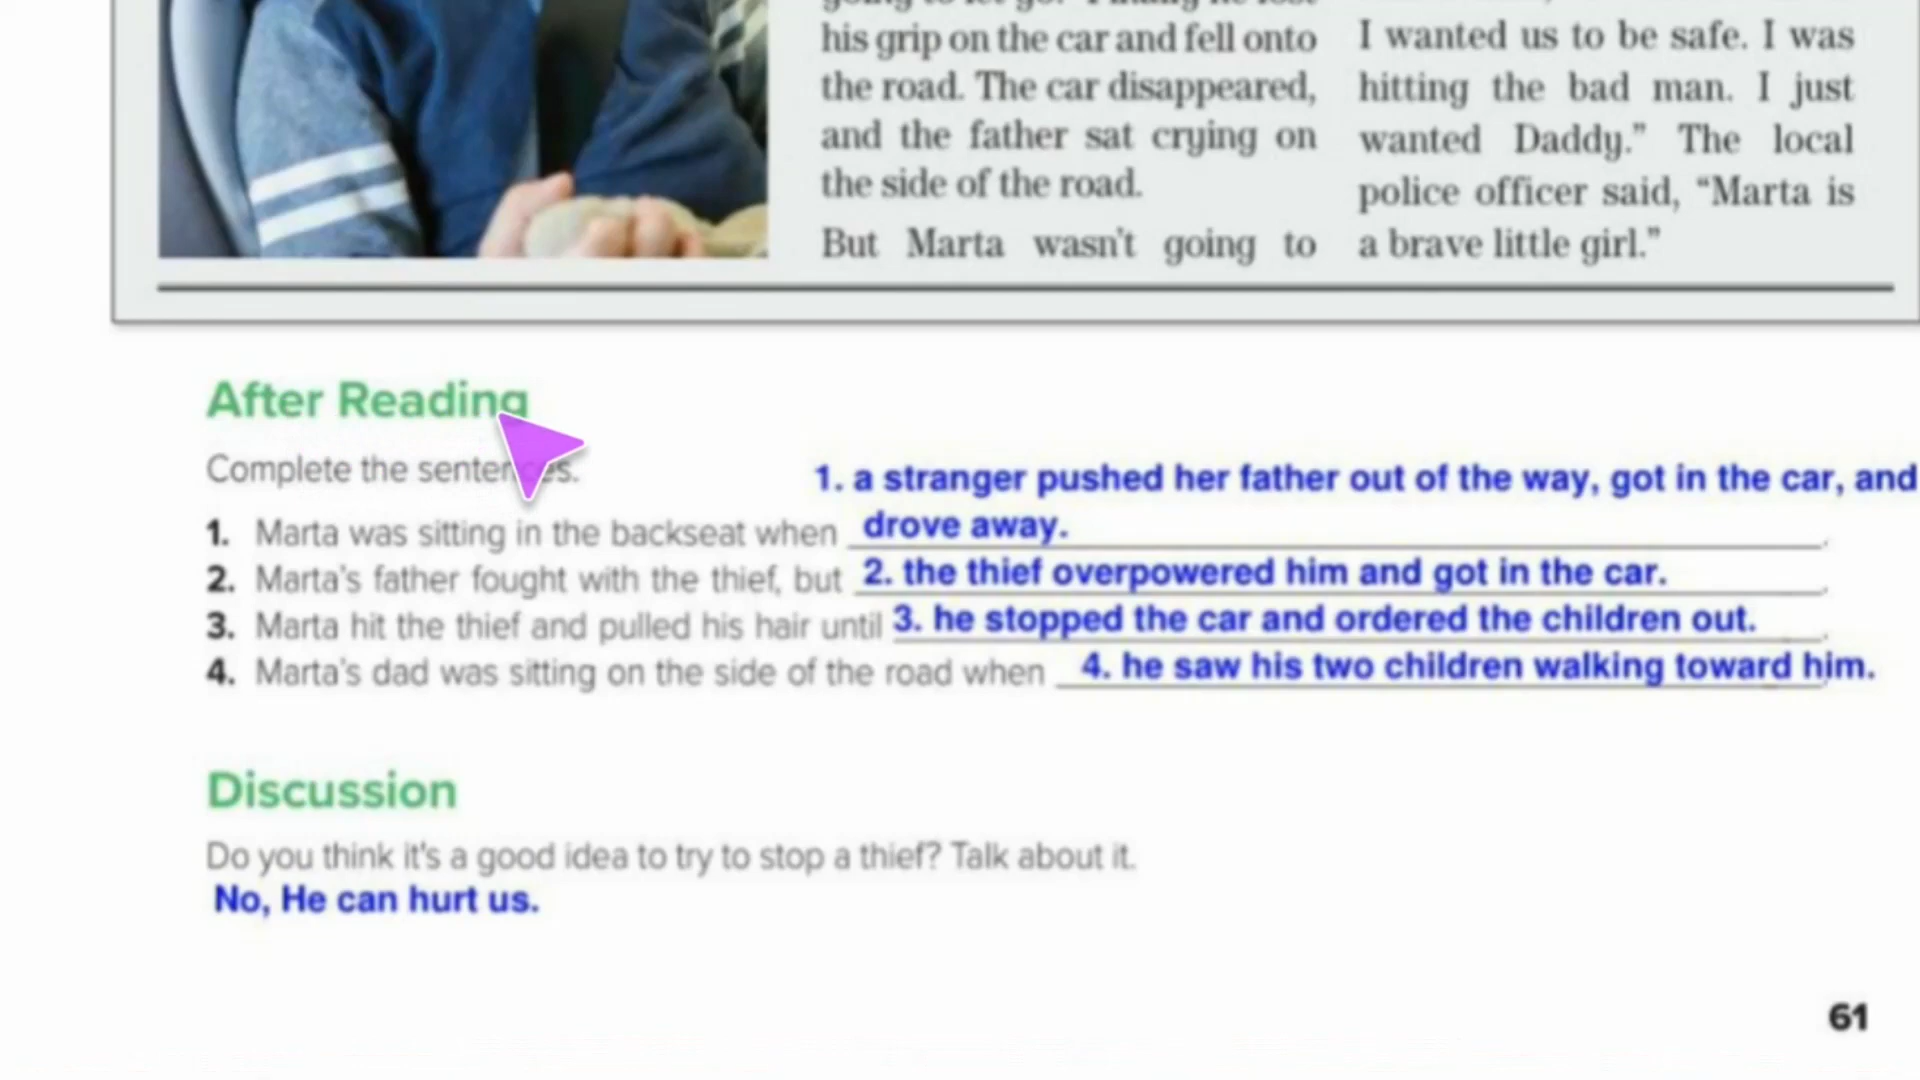 his grip on the car and fell onto
the road. The car disappeared,
and the father sat crying on
the side of the road.
But Marta wasn't going to
I wanted us to be safe. I was
hitting the bad man. I just
wanted Daddy.” The local
police officer said, “Marta is
a brave little girl.”
After Reading
Complete the sentences.
1. a stranger pushed her father out of the way, got in the car, and
1. Marta was sitting in the backseat when drove away.
2. Marta's father fought with the thief, but 2. the thief overpowered him and got in the car.
3. Marta hit the thief and pulled his hair until 3. he stopped the car and ordered the children out.
4. Marta's dad was sitting on the side of the road when 4. he saw his two children walking toward him.
Discussion
Do you think it's a good idea to try to stop a thief? Talk about it.
No, He can hurt us.
61